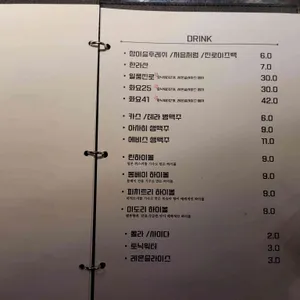 DRINK
· 참이슬후레쉬 /처음처럼 /진로이즈백 6.0
· 한라산 7.0
· 일품진로 30.0
· 화요25 30.0
· 화요41 42.0
· 카스 /테라 병맥주 6.0
· 아사히 생맥주 9.0
· 에비스 생맥주 11.0
· 진하이볼 9.0
· 봄베이 하이볼 9.0
· 피치트리 하이볼 9.0
· 미도리 하이볼 9.0
· 콜라 /사이다 2.0
· 토닉워터 3.0
· 레몬슬라이스 3.0